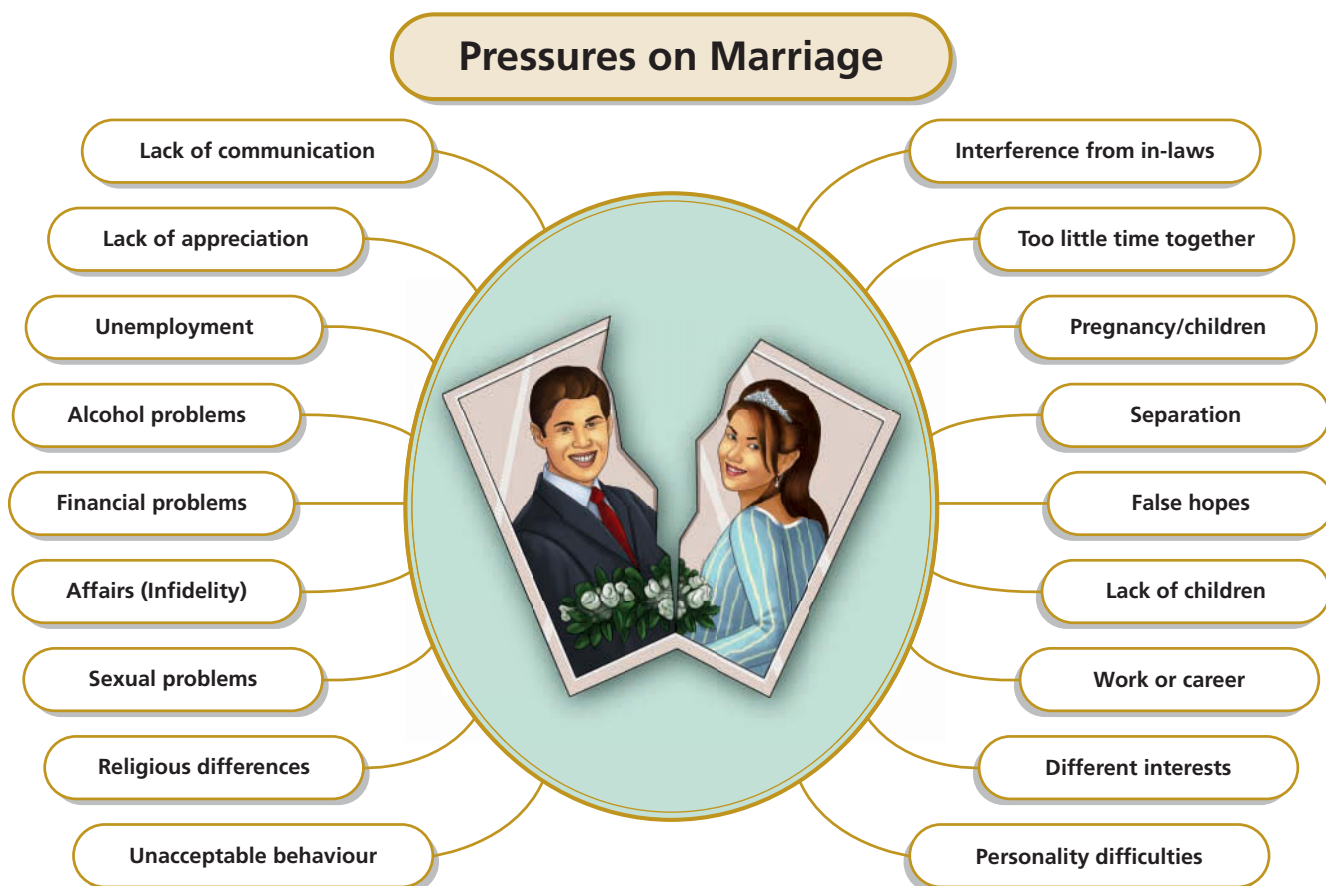 Pressures on Marriage
Lack of communication
Lack of appreciation
Unemployment
Alcohol problems
Financial problems
Affairs (Infidelity)
Sexual problems
Religious differences
Unacceptable behaviour
Interference from in-laws
Too little time together
Pregnancy/children
Separation
False hopes
Lack of children
Work or career
Different interests
Personality difficulties